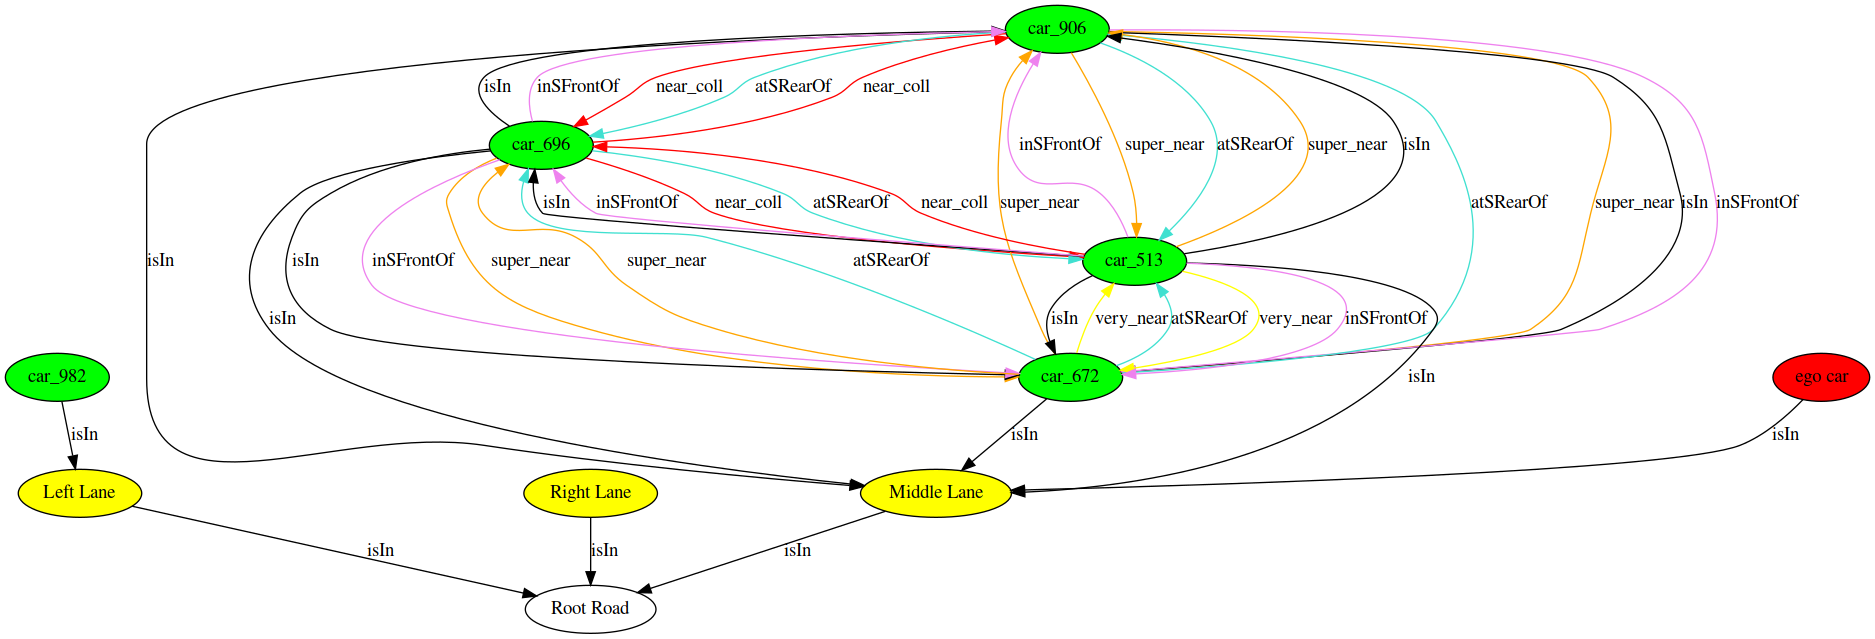 car_906
isIn inSFrontOf near_coll atSRearOf near_coll
car_696
inSFrontOf super_near atSRearOf super_near isIn
isIn inSFrontOf near_coll atSRearOf near_coll super_near atSRearOf super_near isIn inSFrontOf
car_513
isIn isIn inSFrontOf super_near super_near atSRearOf
isIn isIn very_near atSRearOf very_near inSFrontOf
car_982 car_672 isIn ego car
isIn isIn isIn
Left Lane Right Lane Middle Lane
isIn isIn isIn
Root Road